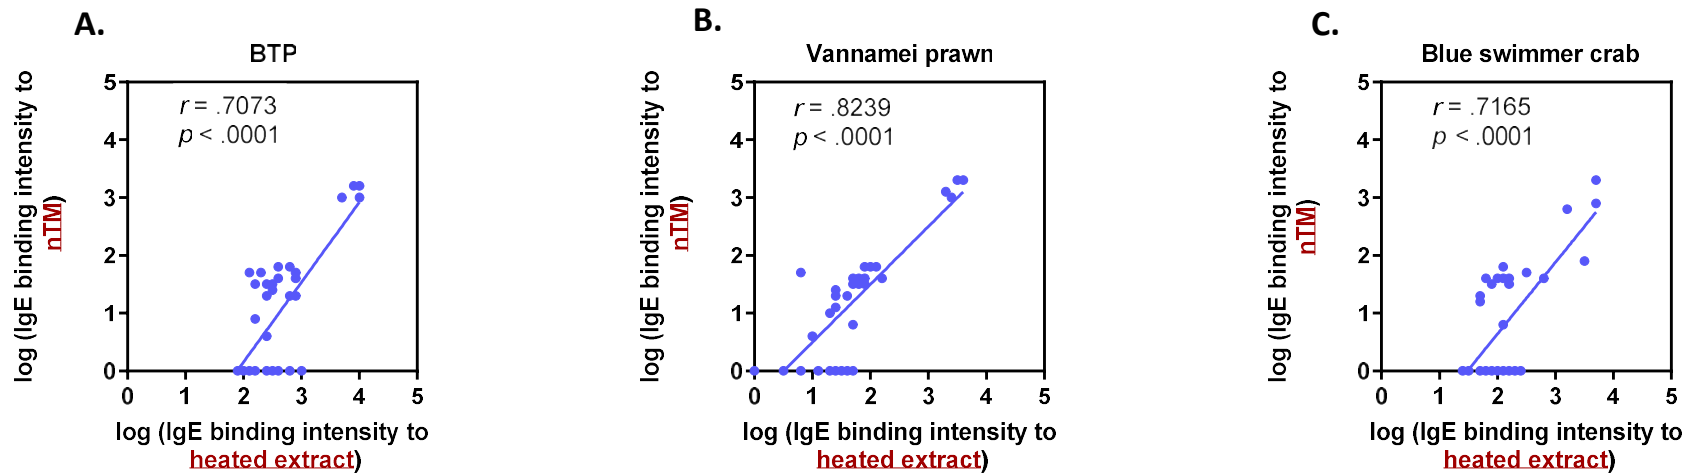 A.
BTP
log (IgE binding intensity to
nTM)
5
4
3
2
1
0
r = .7073
p < .0001
0 1 2 3 4 5
log (IgE binding intensity to
heated extract)
B.
Vannamei prawn
log (IgE binding intensity to
nTM)
5
4
3
2
1
0
r = .8239
p < .0001
0 1 2 3 4 5
log (IgE binding intensity to
heated extract)
C.
Blue swimmer crab
log (IgE binding intensity to
nTM)
5
4
3
2
1
0
r = .7165
p < .0001
0 1 2 3 4 5
log (IgE binding intensity to
heated extract)